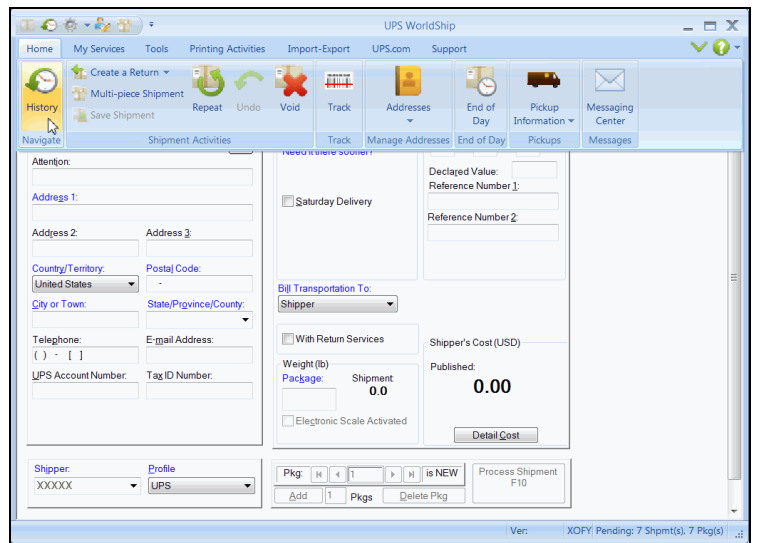 UPS WorldShip
Home My Services Tools Printing Activities Import-Export UPS.com Support
History
Create a Return
Multi-piece Shipment
Save Shipment
Repeat Undo Void Track Addresses End of Day Pickup Information Messaging Center
Navigate Shipment Activities Track Manage Addresses End of Day Pickups Messages
Need it there sooner?
Attention:
Declared Value:
Reference Number 1:
Address 1:
Saturday Delivery
Reference Number 2:
Address 2: Address 3:
Country/Territory: Postal Code:
United States -
Bill Transportation To:
Shipper
City or Town: State/Province/County:
Telephone: E-mail Address:
( ) - [ ]
With Return Services
Shipper's Cost (USD)
UPS Account Number: Tax ID Number:
Weight (lb)
Package: Shipment:
0.0
Published:
0.00
Electronic Scale Activated
Detail Cost
Shipper: Profile
XXXXX UPS
Pkg: 1 is NEW
Add 1 Pkgs Delete Pkg
Process Shipment
F10
Ver: XOFY Pending: 7 Shpmt(s), 7 Pkg(s)